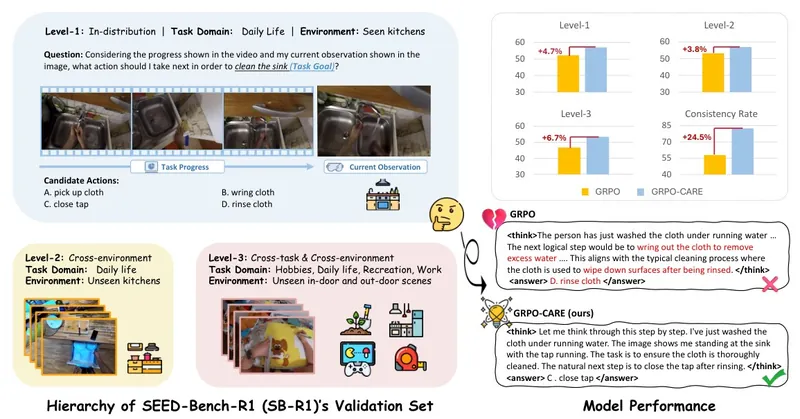 Level-1: In-distribution | Task Domain: Daily Life | Environment: Seen kitchens
Question: Considering the progress shown in the video and my current observation shown in the
image, what action should I take next in order to clean the sink (Task Goal)?
Task Progress
Current Observation
Candidate Actions:
A. pick up cloth
B. wring cloth
C. close tap
D. rinse cloth
Level-2: Cross-environment
Task Domain: Daily life
Environment: Unseen kitchens
Level-3: Cross-task & Cross-environment
Task Domain: Hobbies, Daily life, Recreation, Work
Environment: Unseen in-door and out-door scenes
Hierarchy of SEED-Bench-R1 (SB-R1)'s Validation Set
Level-1
60
50
40
30
+4.7%
Level-2
60
50
40
30
+3.8%
Level-3
60
50
40
30
+6.7%
Consistency Rate
85
70
55
40
+24.5%
GRPO
GRPO-CARE
GRPO
<think>The person has just washed the cloth under running water ...
The next logical step would be to wring out the cloth to remove
excess water .... This aligns with the typical cleaning process where
the cloth is used to wipe down surfaces after being rinsed. </think>
<answer> D. rinse cloth </answer>
GRPO-CARE (ours)
<think> Let me think through this step by step. I've just washed the
cloth under running water. The image shows me standing at the sink
with the tap running. The task is to ensure the cloth is thoroughly
cleaned. The natural next step is to close the tap after rinsing. </think>
<answer> C . close tap </answer>
Model Performance